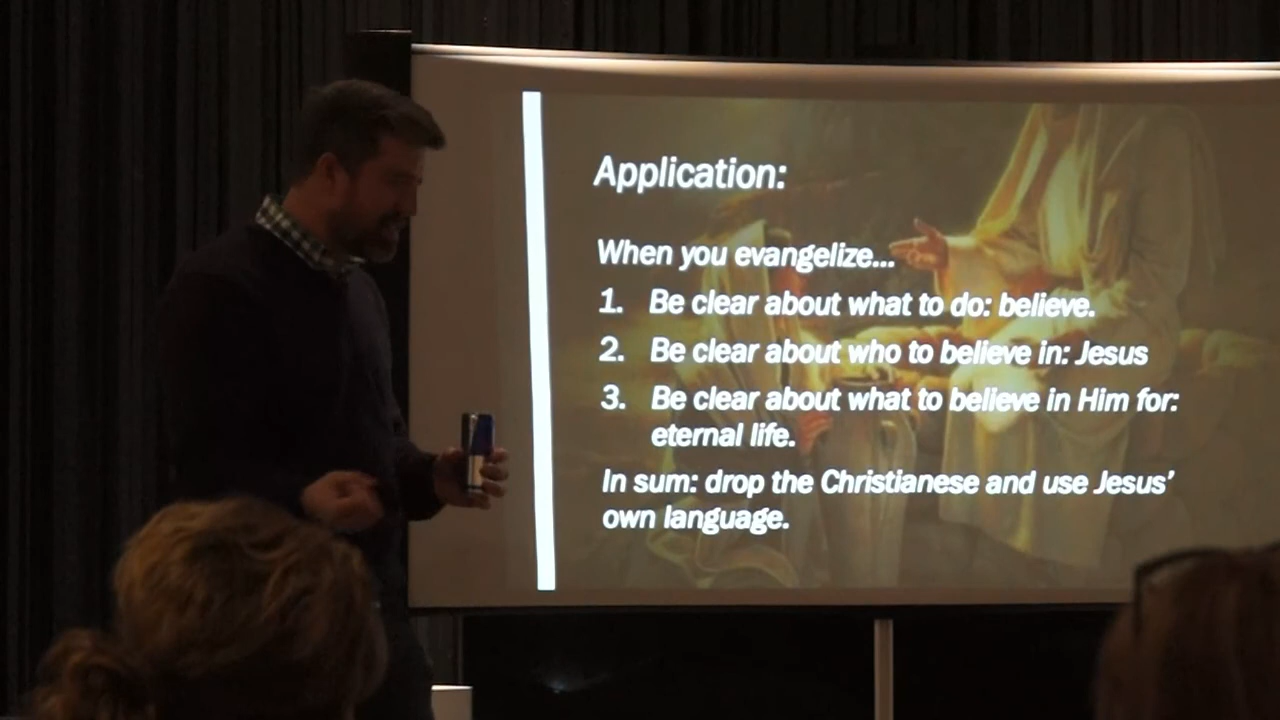 Application:
When you evangelize...
1. Be clear about what to do: believe.
2. Be clear about who to believe in: Jesus
3. Be clear about what to believe in Him for:
eternal life.
In sum: drop the Christianese and use Jesus'
own language.